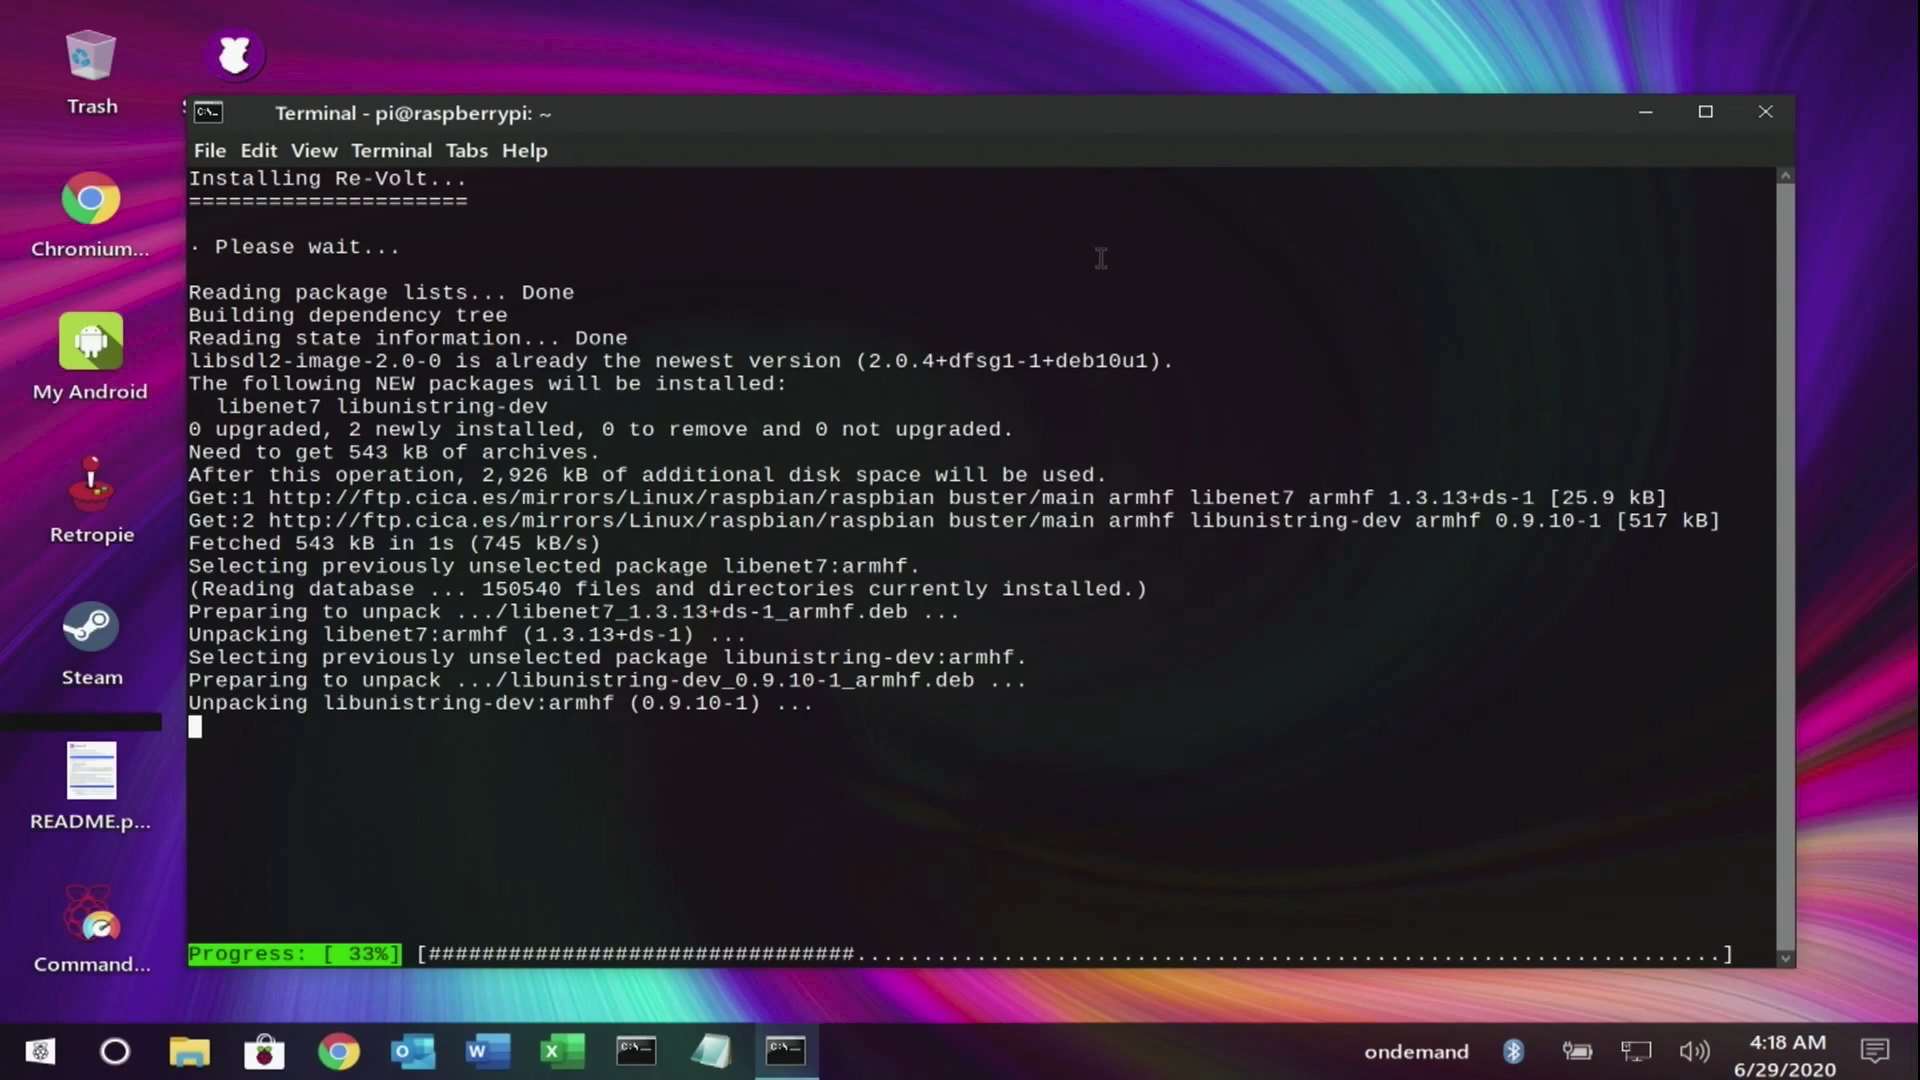 Trash
Chromium...
My Android
Retropie
Steam
README.p...
Command...
Terminal - pi@raspberrypi: ~
File Edit View Terminal Tabs Help
Installing Re-Volt...
=====================
· Please wait...
Reading package lists... Done
Building dependency tree
Reading state information... Done
libsdl2-image-2.0-0 is already the newest version (2.0.4+dfsg1-1+deb10u1).
The following NEW packages will be installed:
  libenet7 libunistring-dev
0 upgraded, 2 newly installed, 0 to remove and 0 not upgraded.
Need to get 543 kB of archives.
After this operation, 2,926 kB of additional disk space will be used.
Get:1 http://ftp.cica.es/mirrors/Linux/raspbian/raspbian buster/main armhf libenet7 armhf 1.3.13+ds-1 [25.9 kB]
Get:2 http://ftp.cica.es/mirrors/Linux/raspbian/raspbian buster/main armhf libunistring-dev armhf 0.9.10-1 [517 kB]
Fetched 543 kB in 1s (745 kB/s)
Selecting previously unselected package libenet7:armhf.
(Reading database ... 150540 files and directories currently installed.)
Preparing to unpack .../libenet7_1.3.13+ds-1_armhf.deb ...
Unpacking libenet7:armhf (1.3.13+ds-1) ...
Selecting previously unselected package libunistring-dev:armhf.
Preparing to unpack .../libunistring-dev_0.9.10-1_armhf.deb ...
Unpacking libunistring-dev:armhf (0.9.10-1) ...
Progress: [ 33%] [################################.................................................................]
ondemand
4:18 AM
6/29/2020